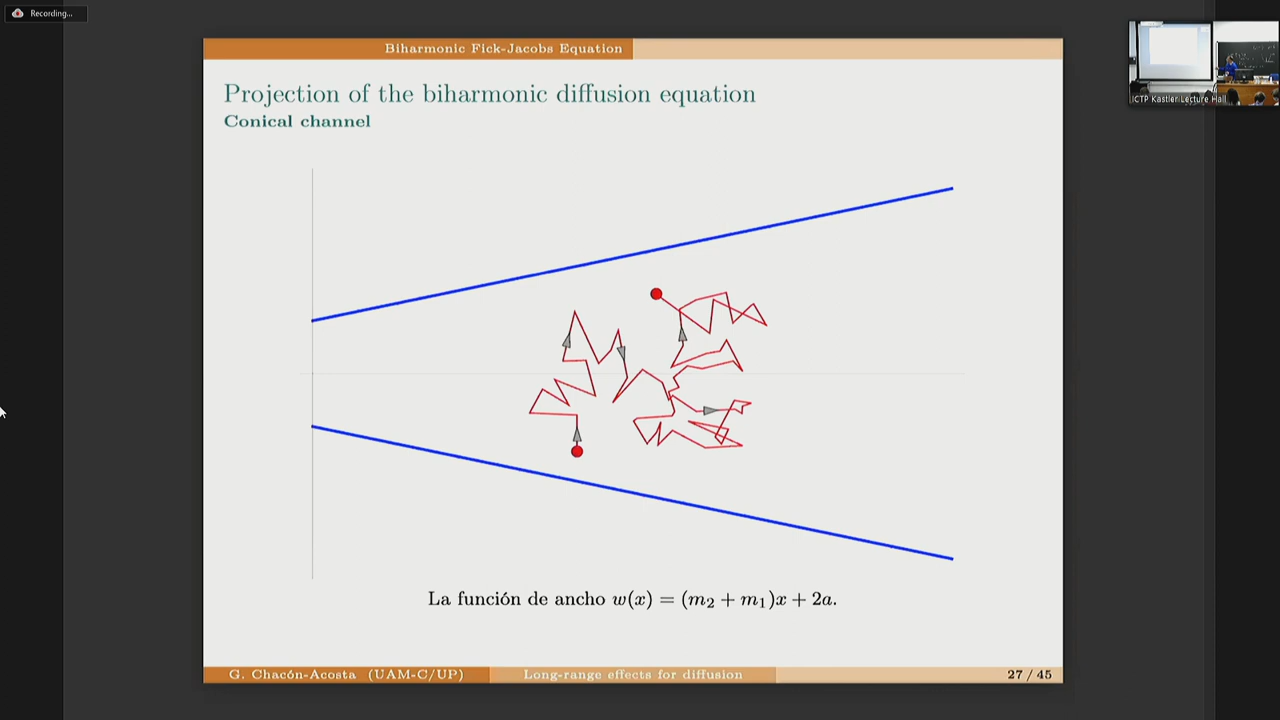 Recording...
Biharmonic Fick-Jacobs Equation
ICTP Kastler Lecture Hall
Projection of the biharmonic diffusion equation
Conical channel
La función de ancho w(x) = (m₂ + m₁)x + 2a.
G. Chacón-Acosta (UAM-C/UP) Long-range effects for diffusion 27 / 45